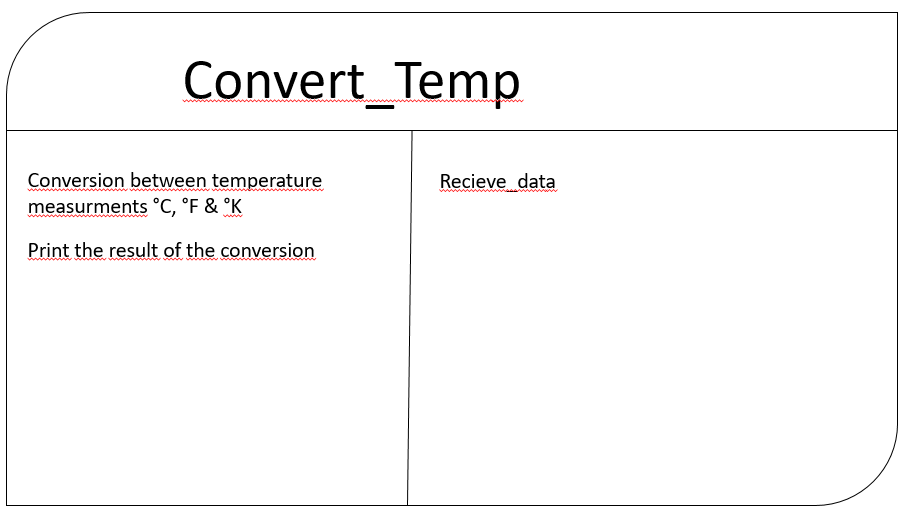 Convert_Temp
Conversion between temperature
measurments °C, °F & °K
Print the result of the conversion
Recieve_data